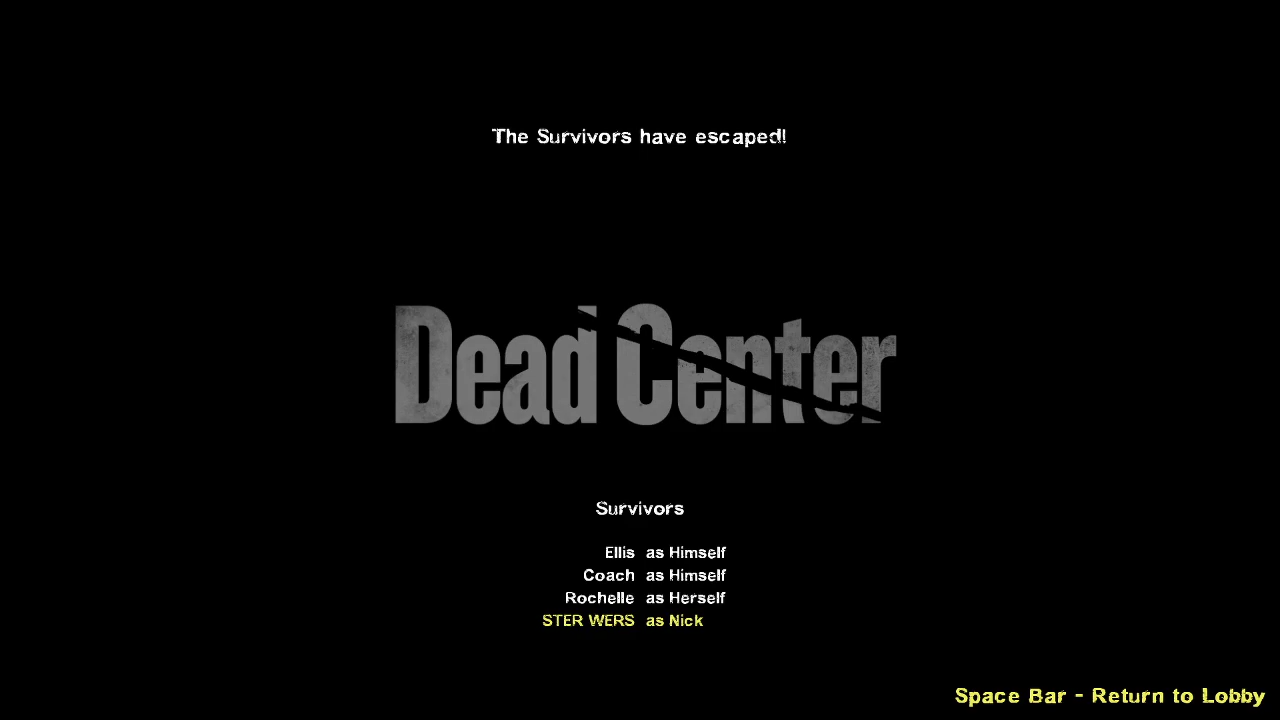 The Survivors have escaped!
Dead Center
Survivors
Ellis as Himself
Coach as Himself
Rochelle as Herself
STER WERS as Nick
Space Bar - Return to Lobby